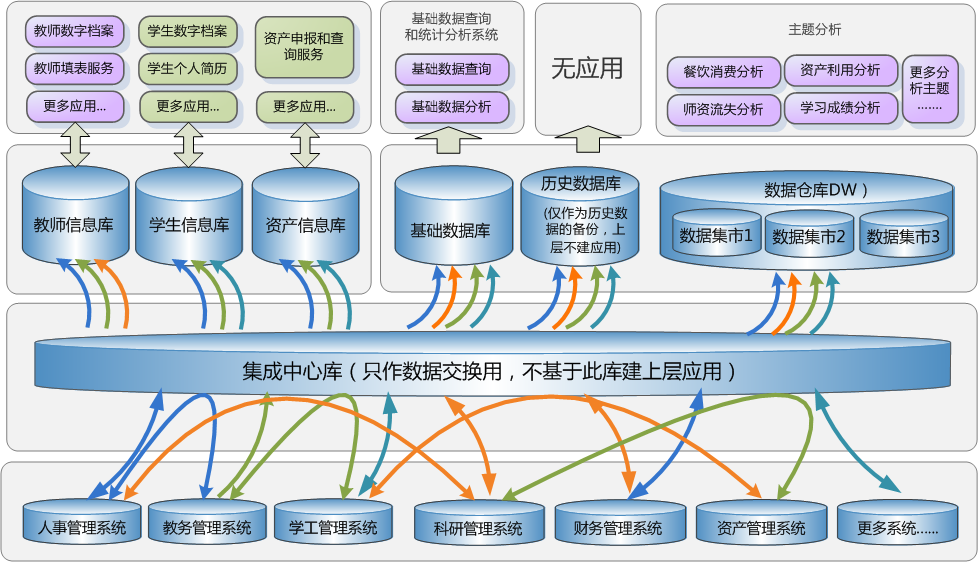 教师数字档案
教师填表服务
更多应用...
学生数字档案
学生个人简历
更多应用...
资产申报和查
询服务
更多应用...
基础数据查询
和统计分析系统
基础数据查询
基础数据分析
无应用
主题分析
餐饮消费分析
资产利用分析
师资流失分析
学习成绩分析
更多分
析主题
.......
教师信息库
学生信息库
资产信息库
基础数据库
历史数据库
(仅作为历史数
据的备份，上
层不建应用)
数据仓库DW）
数据集市1
数据集市2
数据集市3
集成中心库（只作数据交换用，不基于此库建上层应用）
人事管理系统
教务管理系统
学工管理系统
科研管理系统
财务管理系统
资产管理系统
更多系统......